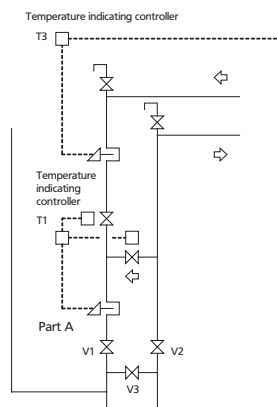 Temperature indicating controller
T3
Temperature
indicating
controller
T1
Part A
V1
V2
V3